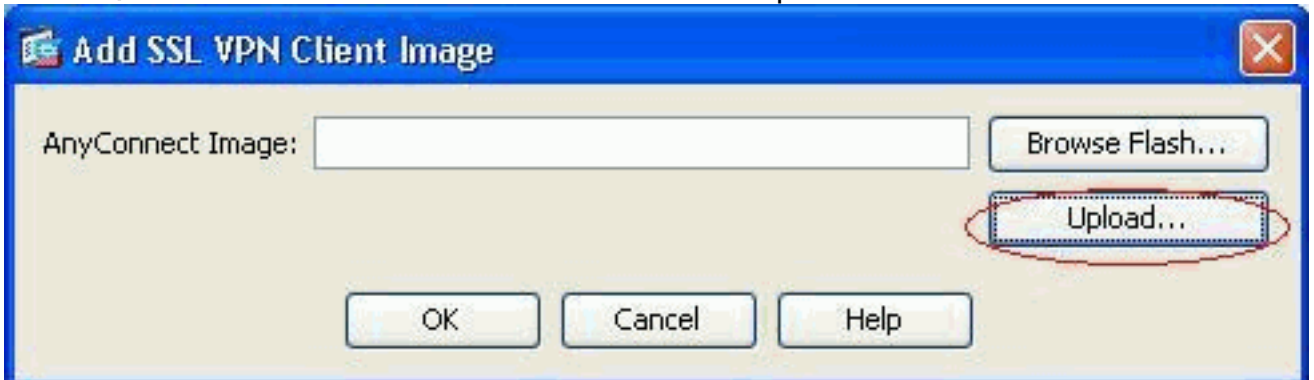 Add SSL VPN Client Image
AnyConnect Image:
Browse Flash...
Upload...
OK Cancel Help